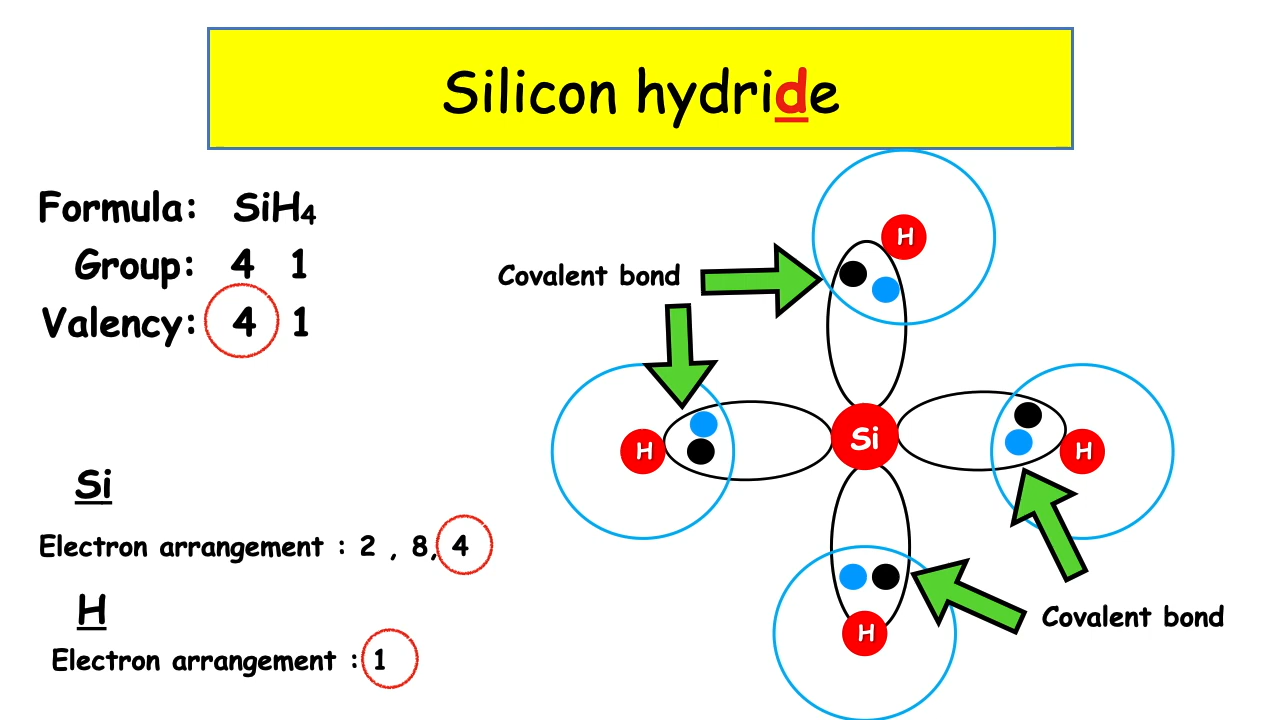 Silicon hydride
Formula: SiH₄
Group: 4 1
Valency: 4 1
Covalent bond
H
H
Si
H
H
Covalent bond
Si
Electron arrangement : 2 , 8, 4
H
Electron arrangement : 1